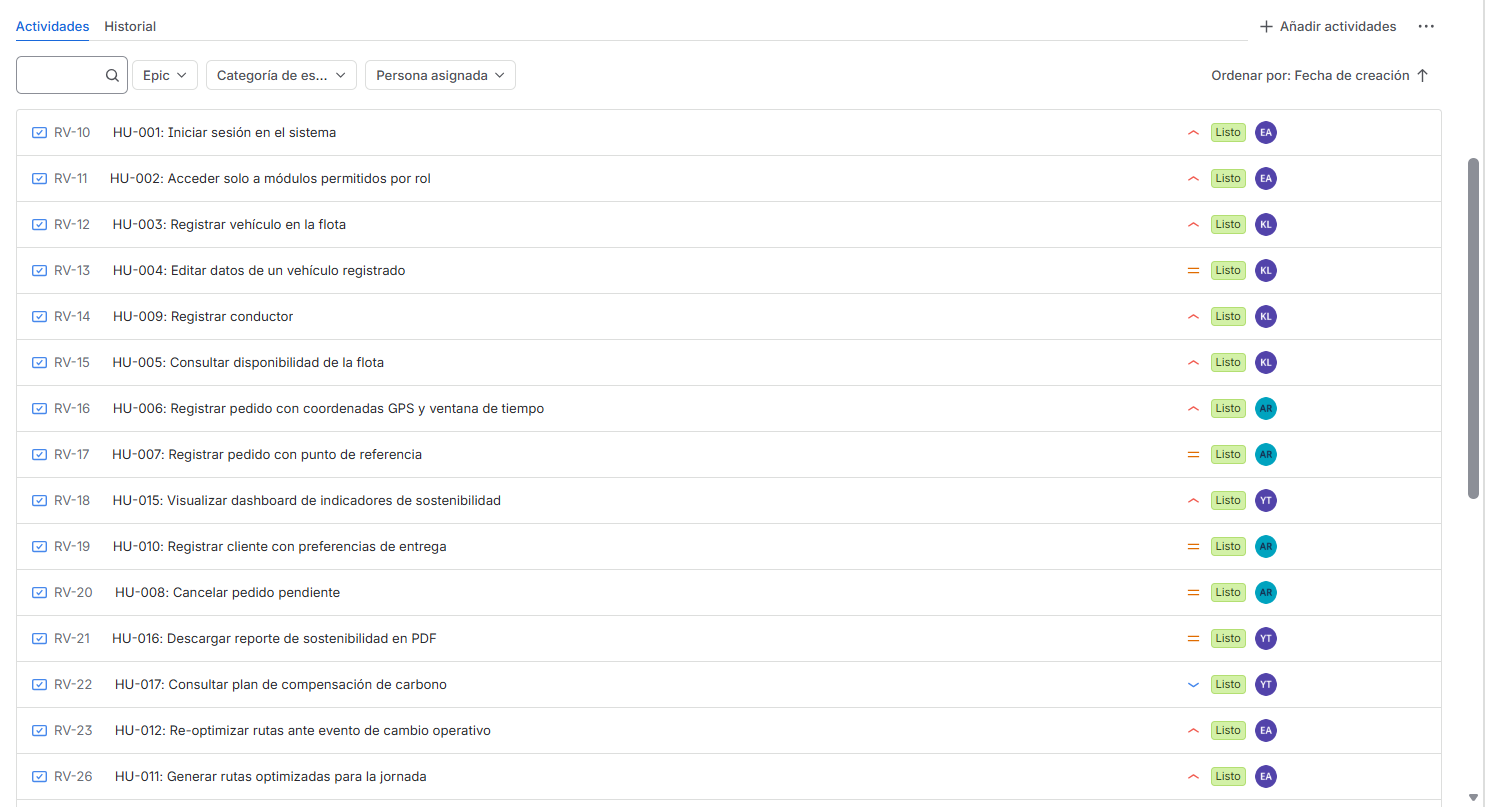 Actividades Historial + Añadir actividades ...
Epic Categoría de es... Persona asignada Ordenar por: Fecha de creación ↑
RV-10 HU-001: Iniciar sesión en el sistema Listo EA
RV-11 HU-002: Acceder solo a módulos permitidos por rol Listo EA
RV-12 HU-003: Registrar vehículo en la flota Listo KL
RV-13 HU-004: Editar datos de un vehículo registrado Listo KL
RV-14 HU-009: Registrar conductor Listo KL
RV-15 HU-005: Consultar disponibilidad de la flota Listo KL
RV-16 HU-006: Registrar pedido con coordenadas GPS y ventana de tiempo Listo AR
RV-17 HU-007: Registrar pedido con punto de referencia Listo AR
RV-18 HU-015: Visualizar dashboard de indicadores de sostenibilidad Listo YT
RV-19 HU-010: Registrar cliente con preferencias de entrega Listo AR
RV-20 HU-008: Cancelar pedido pendiente Listo AR
RV-21 HU-016: Descargar reporte de sostenibilidad en PDF Listo YT
RV-22 HU-017: Consultar plan de compensación de carbono Listo YT
RV-23 HU-012: Re-optimizar rutas ante evento de cambio operativo Listo EA
RV-26 HU-011: Generar rutas optimizadas para la jornada Listo EA